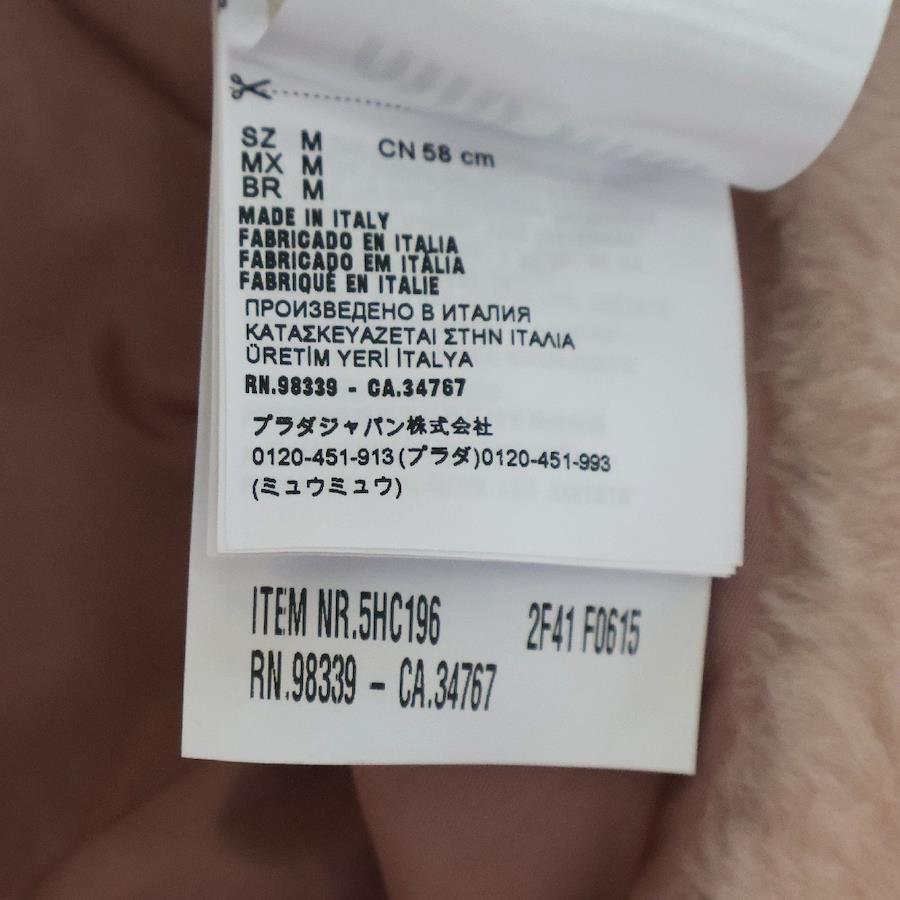 SZ M CN 58 cm
MX M
BR M
MADE IN ITALY
FABRICADO EN ITALIA
FABRICADO EM ITÀLIA
FABRIQUÉ EN ITALIE
ПРОИЗВЕДЕНО В ИТАЛИЯ
ΚΑΤΑΣΚΕΥΑΖΕΤΑΙ ΣΤΗΝ ΙΤΑΛΙΑ
ÜRETİM YERİ İTALYA
RN.98339 - CA.34767
プラダジャパン株式会社
0120-451-913(プラダ)0120-451-993
(ミュウミュウ)
ITEM NR.5HC196 2F41 F0615
RN.98339 - CA.34767